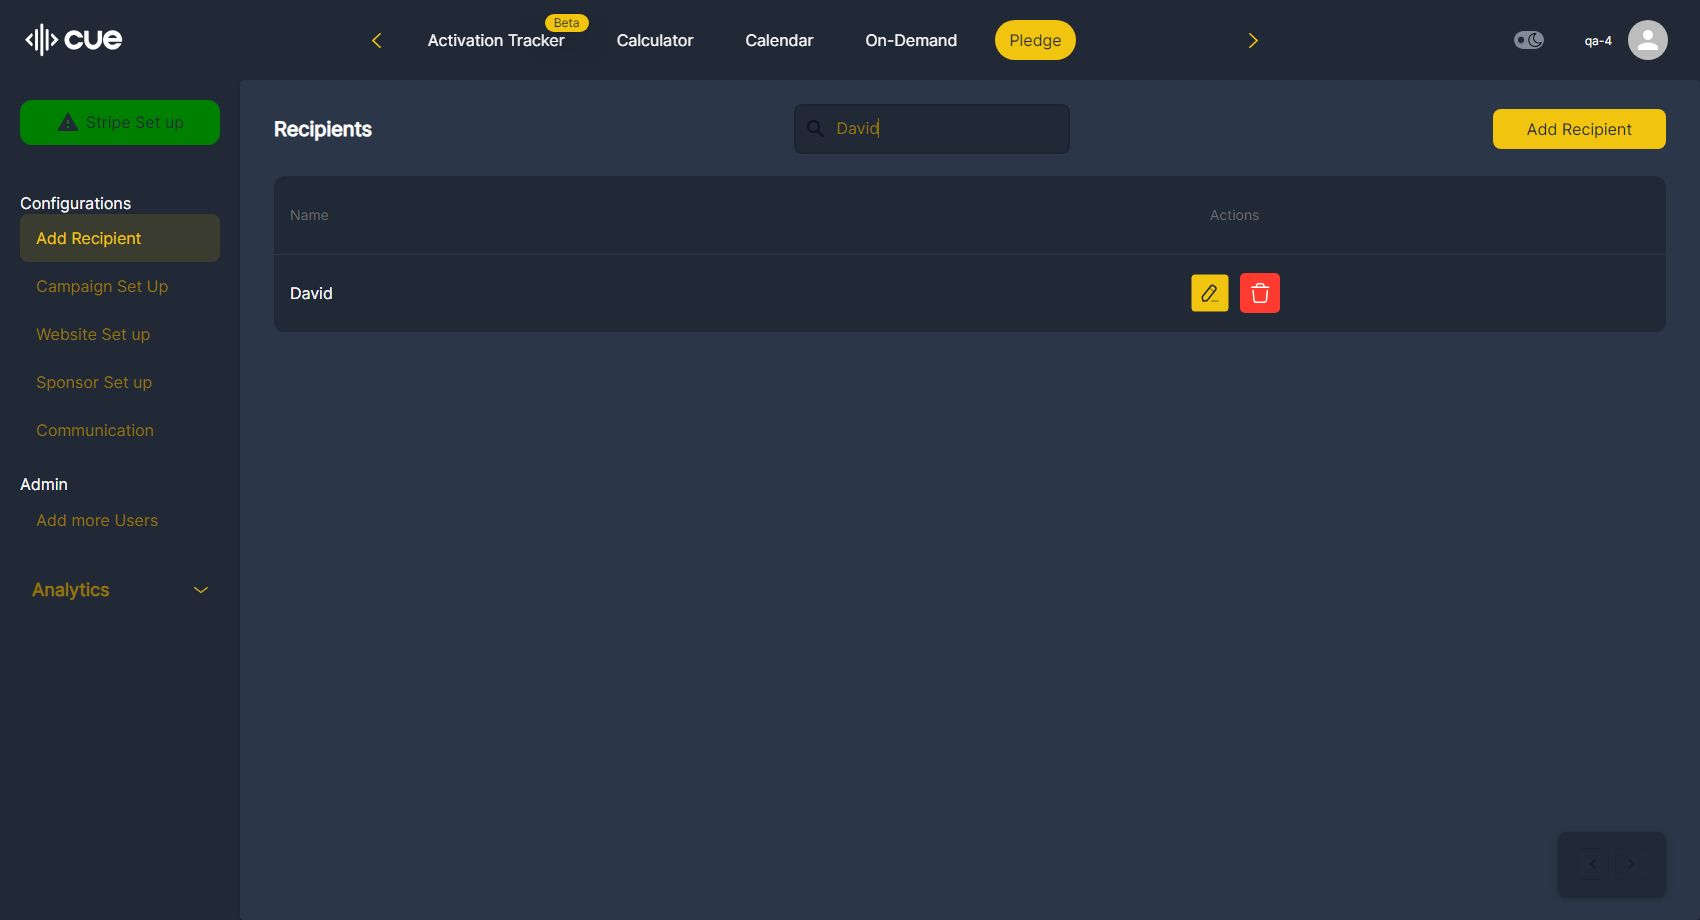 cue
Activation Tracker
Beta
Calculator
Calendar
On-Demand
Pledge
qa-4
Stripe Set up
Configurations
Add Recipient
Campaign Set Up
Website Set up
Sponsor Set up
Communication
Admin
Add more Users
Analytics
Recipients
David
Add Recipient
Name
Actions
David